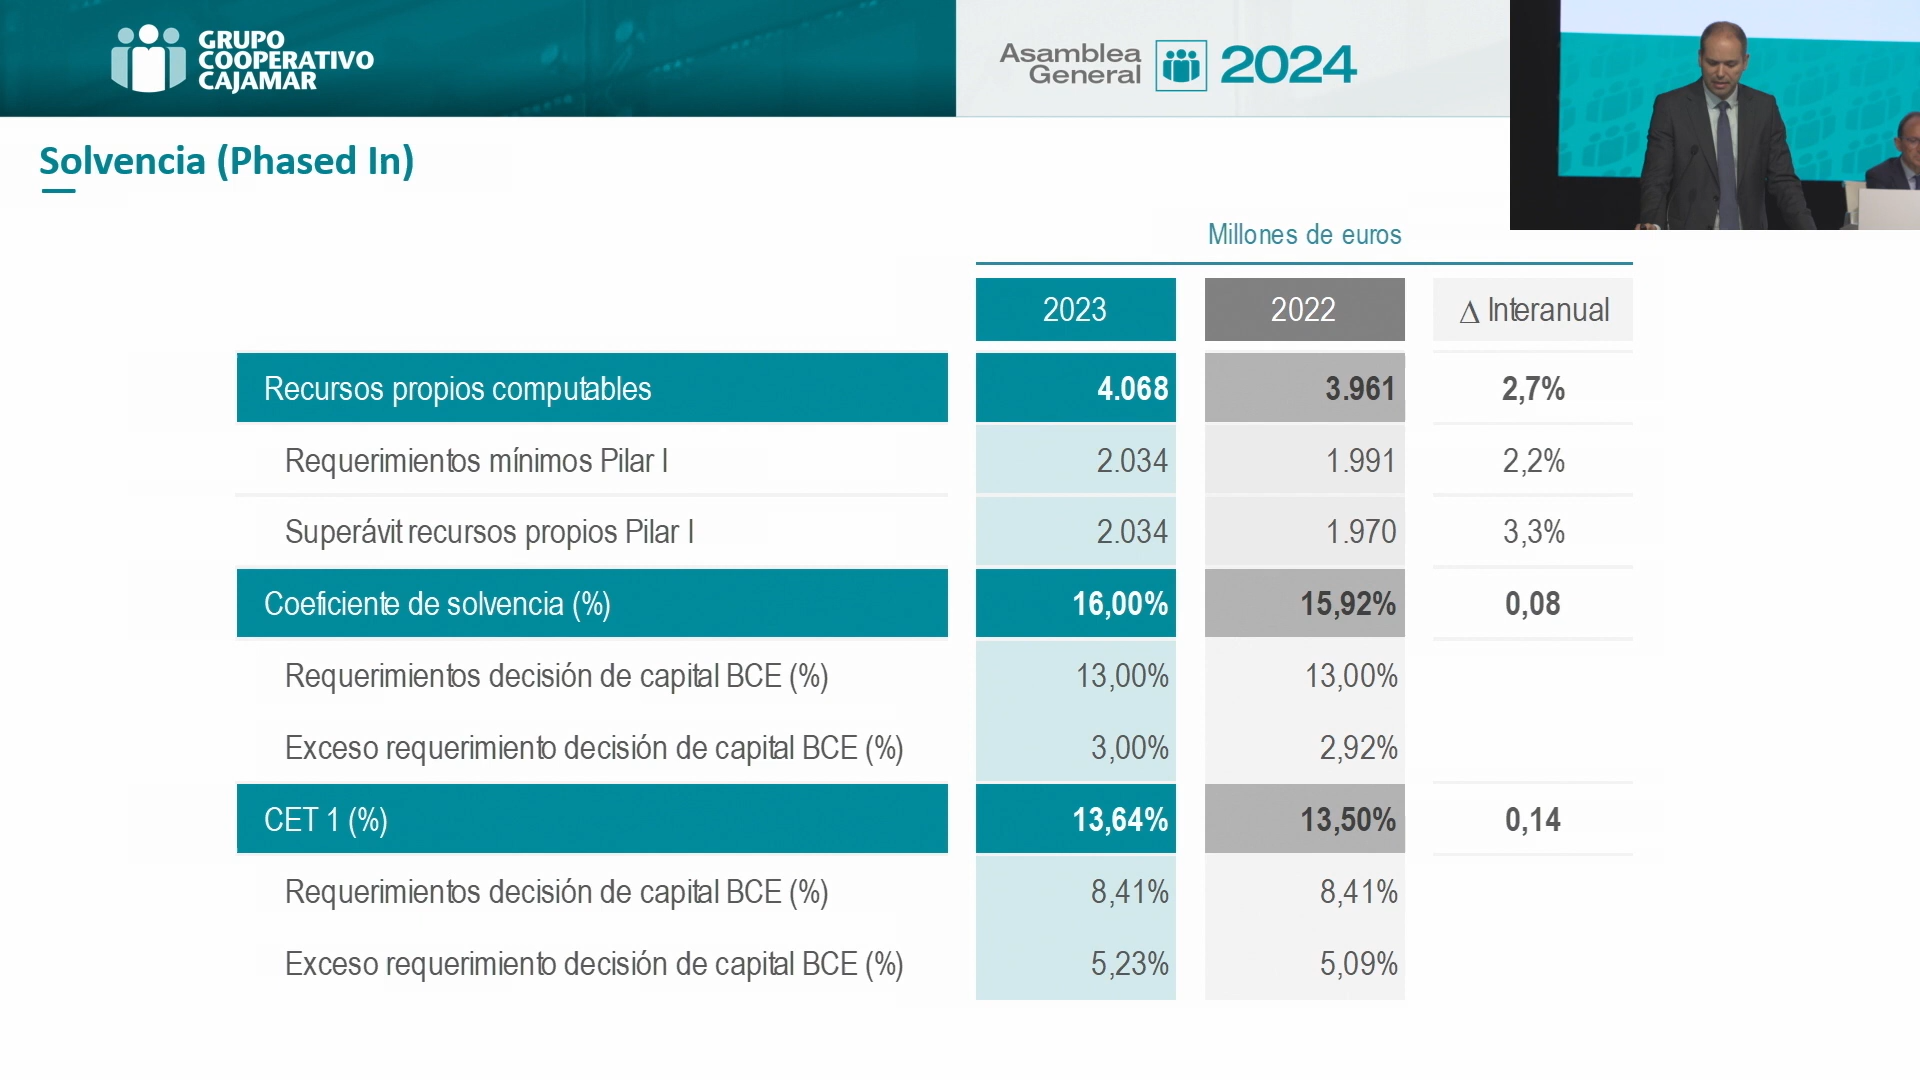 GRUPO
COOPERATIVO
CAJAMAR
Asamblea
General
2024
Solvencia (Phased In)
Millones de euros
2023 2022 Δ Interanual
Recursos propios computables 4.068 3.961 2,7%
Requerimientos mínimos Pilar I 2.034 1.991 2,2%
Superávit recursos propios Pilar I 2.034 1.970 3,3%
Coeficiente de solvencia (%) 16,00% 15,92% 0,08
Requerimientos decisión de capital BCE (%) 13,00% 13,00%
Exceso requerimiento decisión de capital BCE (%) 3,00% 2,92%
CET 1 (%) 13,64% 13,50% 0,14
Requerimientos decisión de capital BCE (%) 8,41% 8,41%
Exceso requerimiento decisión de capital BCE (%) 5,23% 5,09%